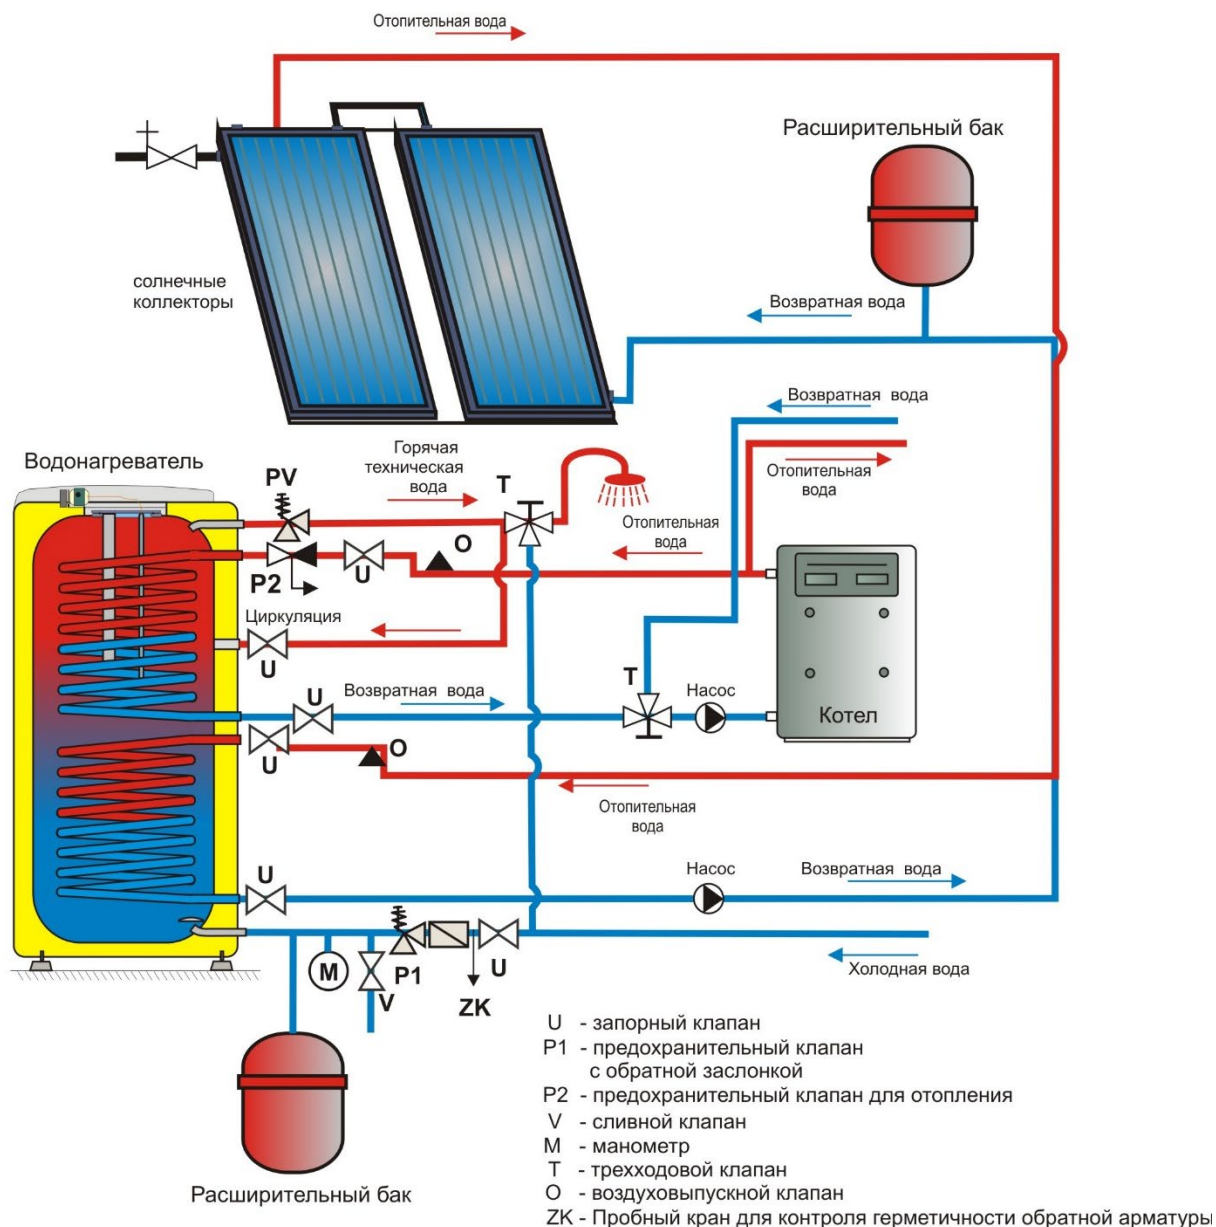 Отопительная вода
Расширительный бак
солнечные
коллекторы
Возвратная вода
Возвратная вода
Водонагреватель
PV
Горячая
техническая
вода
T
Отопительная
вода
Отопительная
вода
O
P2
U
Циркуляция
U
Возвратная вода
U
T
Насос
Котел
U
O
Отопительная
вода
U
Насос
Возвратная вода
M
V
P1
ZK
U
Холодная вода
Расширительный бак
U - запорный клапан
P1 - предохранительный клапан
с обратной заслонкой
P2 - предохранительный клапан для отопления
V - сливной клапан
M - манометр
T - трехходовой клапан
O - воздуховыпускной клапан
ZK - Пробный кран для контроля герметичности обратной арматуры